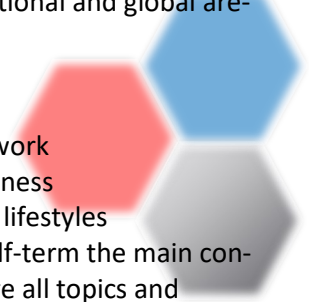 tional and global are-
work
ness
lifestyles
lf-term the main con-
e all topics and